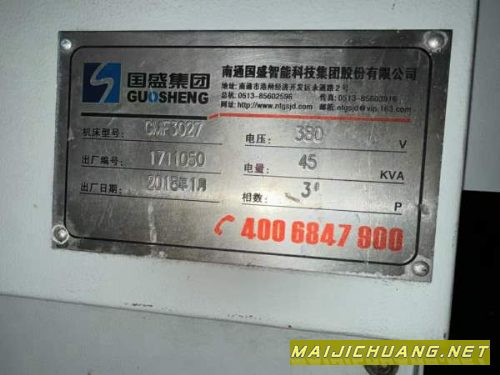 国盛集团
GUOSHENG
南通国盛智能科技集团股份有限公司
地址:南通市港闸经济开发区永通路2号
总机:0513-85602596 传真:0513-85603916
网址:http://www.ntgsjd.com 邮箱:ntgsjd@vip.163.com
机床型号: GMF3027 电压: 380 V
出厂编号: 1711050 电量: 45 KVA
出厂日期: 2018年1月 相数: 3 P
400 6847 900
MAIJICHUANG.NET